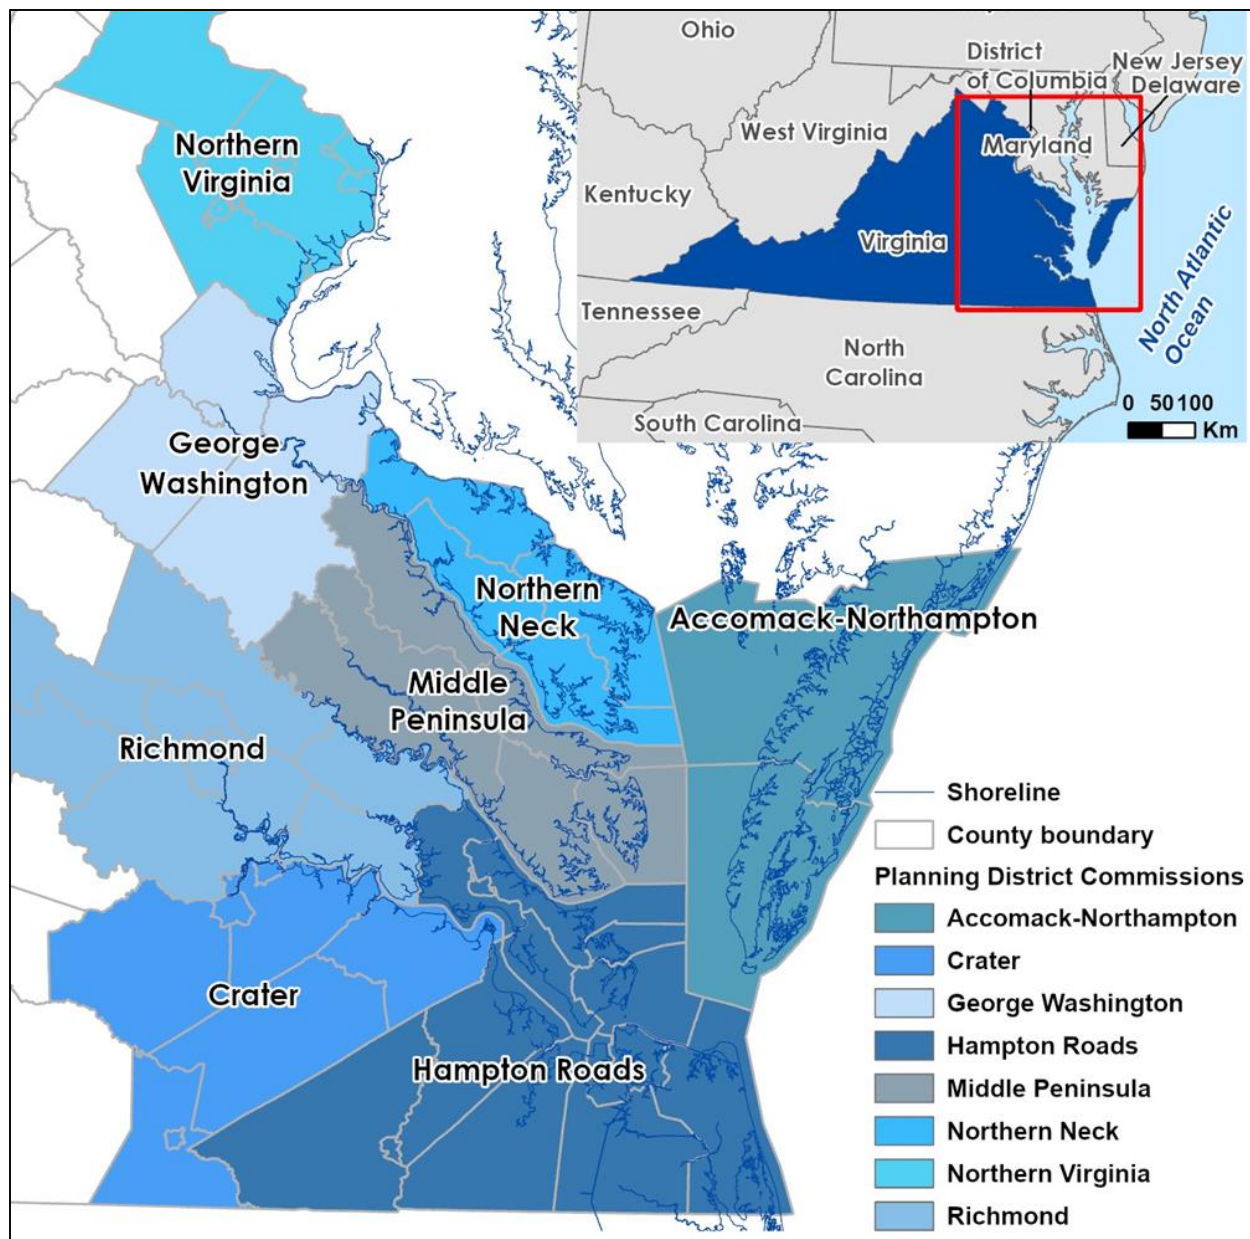 Ohio
District
of Columbia
New Jersey
Delaware
West Virginia
Maryland
Kentucky
Virginia
North Atlantic
Ocean
Tennessee
North
Carolina
South Carolina
0 50 100
Km
Northern
Virginia
George
Washington
Northern
Neck
Accomack-Northampton
Middle
Peninsula
Richmond
Crater
Hampton Roads
Shoreline
County boundary
Planning District Commissions
Accomack-Northampton
Crater
George Washington
Hampton Roads
Middle Peninsula
Northern Neck
Northern Virginia
Richmond